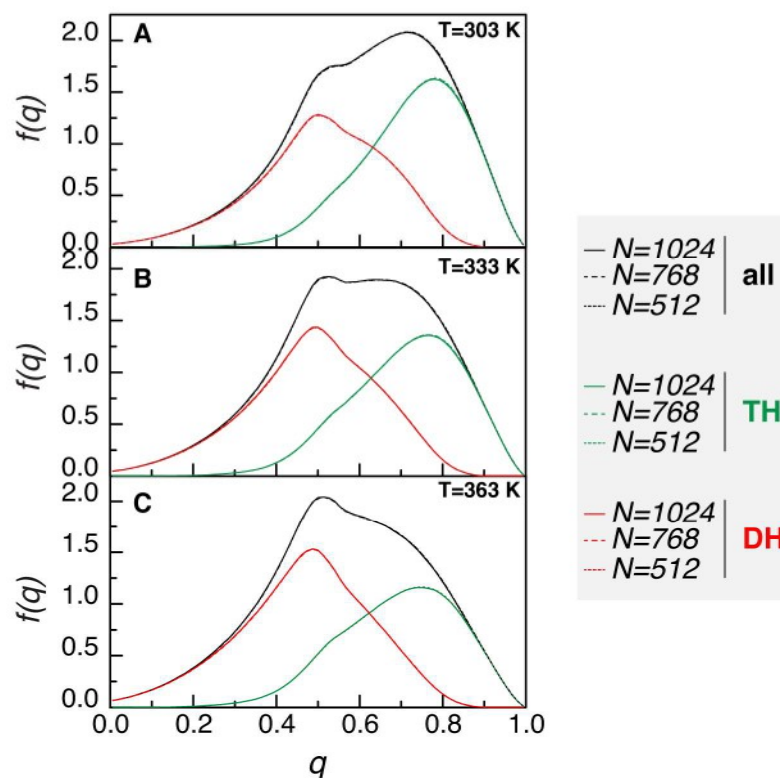 A
T=303 K
2.0
1.5
1.0
0.5
0.0
f(q)
B
T=333 K
2.0
1.5
1.0
0.5
0.0
f(q)
C
T=363 K
2.0
1.5
1.0
0.5
0.0
f(q)
0.0 0.2 0.4 0.6 0.8 1.0
q
N=1024
N=768
N=512
all
N=1024
N=768
N=512
TH
N=1024
N=768
N=512
DH